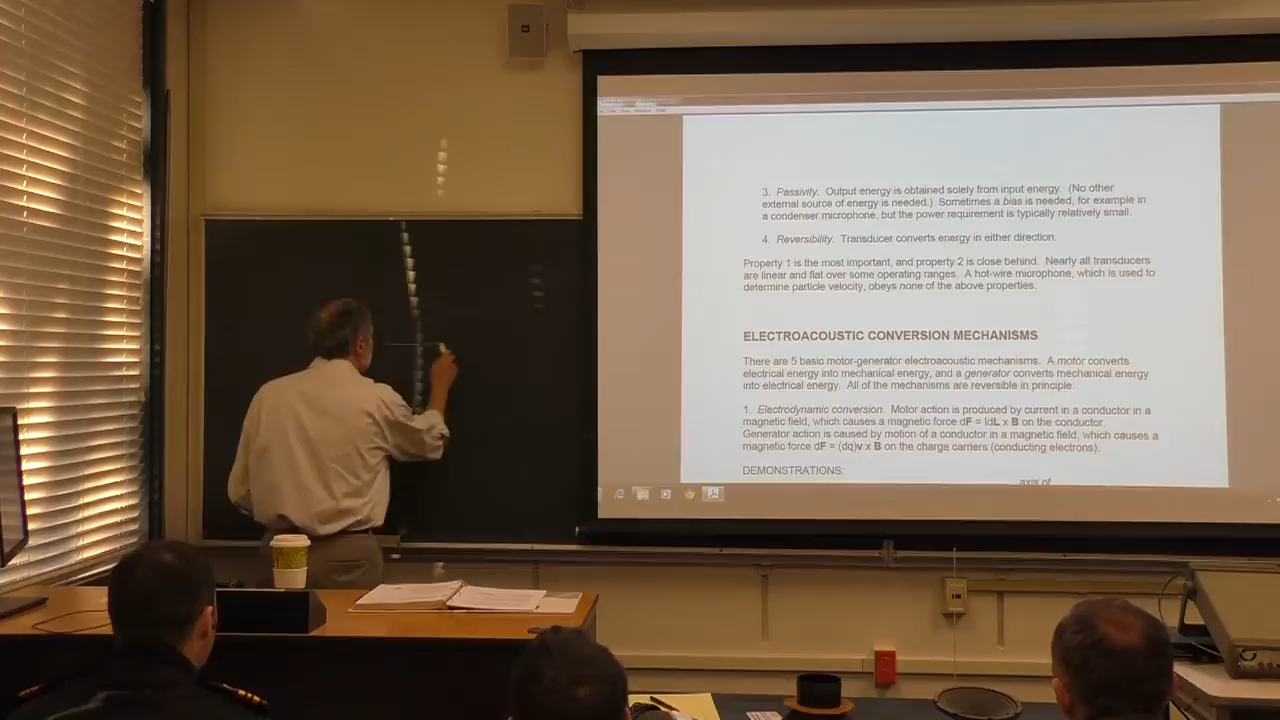 3. Passivity. Output energy is obtained solely from input energy. (No other
external source of energy is needed.) Sometimes a bias is needed, for example in
a condenser microphone, but the power requirement is typically relatively small.
4. Reversibility. Transducer converts energy in either direction.
Property 1 is the most important, and property 2 is close behind. Nearly all transducers
are linear and flat over some operating ranges. A hot-wire microphone, which is used to
determine particle velocity, obeys none of the above properties.
ELECTROACOUSTIC CONVERSION MECHANISMS
There are 5 basic motor-generator electroacoustic mechanisms. A motor converts
electrical energy into mechanical energy, and a generator converts mechanical energy
into electrical energy. All of the mechanisms are reversible in principle.
1. Electrodynamic conversion. Motor action is produced by current in a conductor in a
magnetic field, which causes a magnetic force dF = IdL x B on the conductor.
Generator action is caused by motion of a conductor in a magnetic field, which causes a
magnetic force dF = (dq)v x B on the charge carriers (conducting electrons).
DEMONSTRATIONS:
axis of